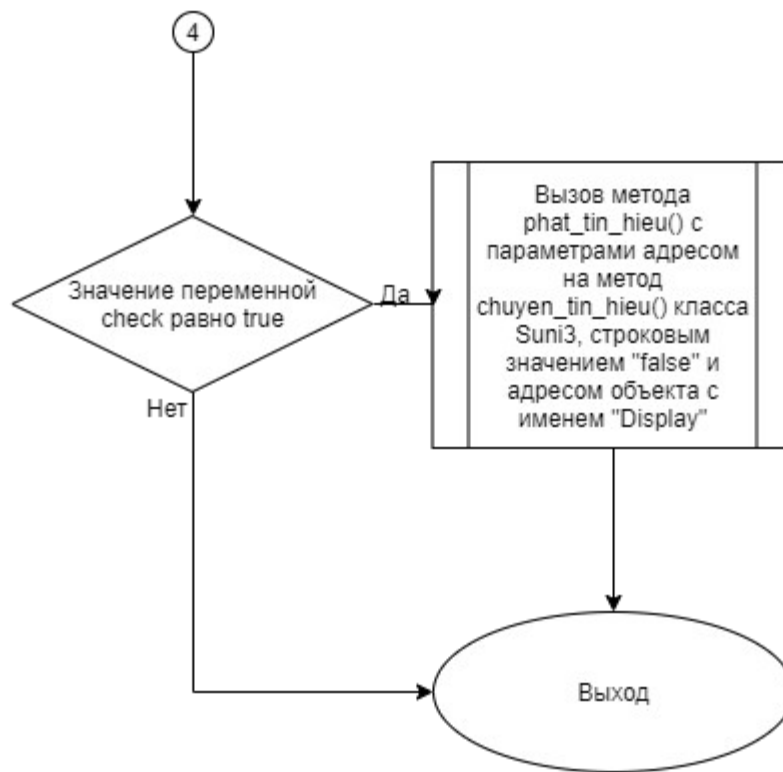 4
Вызов метода
phat_tin_hieu() с
параметрами адресом
на метод
chuyen_tin_hieu() класса
Suni3, строковым
значением "false" и
адресом объекта с
именем "Display"
Значение переменной
check равно true
Да
Нет
Выход